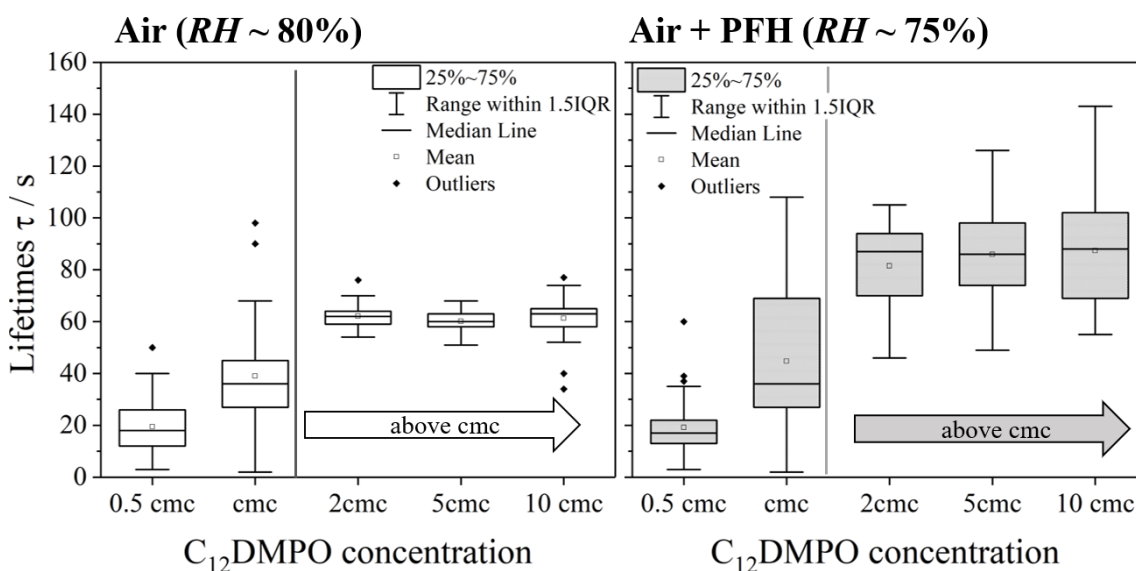 Air (RH ~ 80%)
Air + PFH (RH ~ 75%)
Lifetimes τ / s
160
140
120
100
80
60
40
20
0
25%~75%
Range within 1.5IQR
Median Line
Mean
Outliers
above cmc
0.5 cmc
cmc
2cmc
5cmc
10 cmc
C₁₂DMPO concentration
25%~75%
Range within 1.5IQR
Median Line
Mean
Outliers
above cmc
0.5 cmc
cmc
2cmc
5cmc
10 cmc
C₁₂DMPO concentration